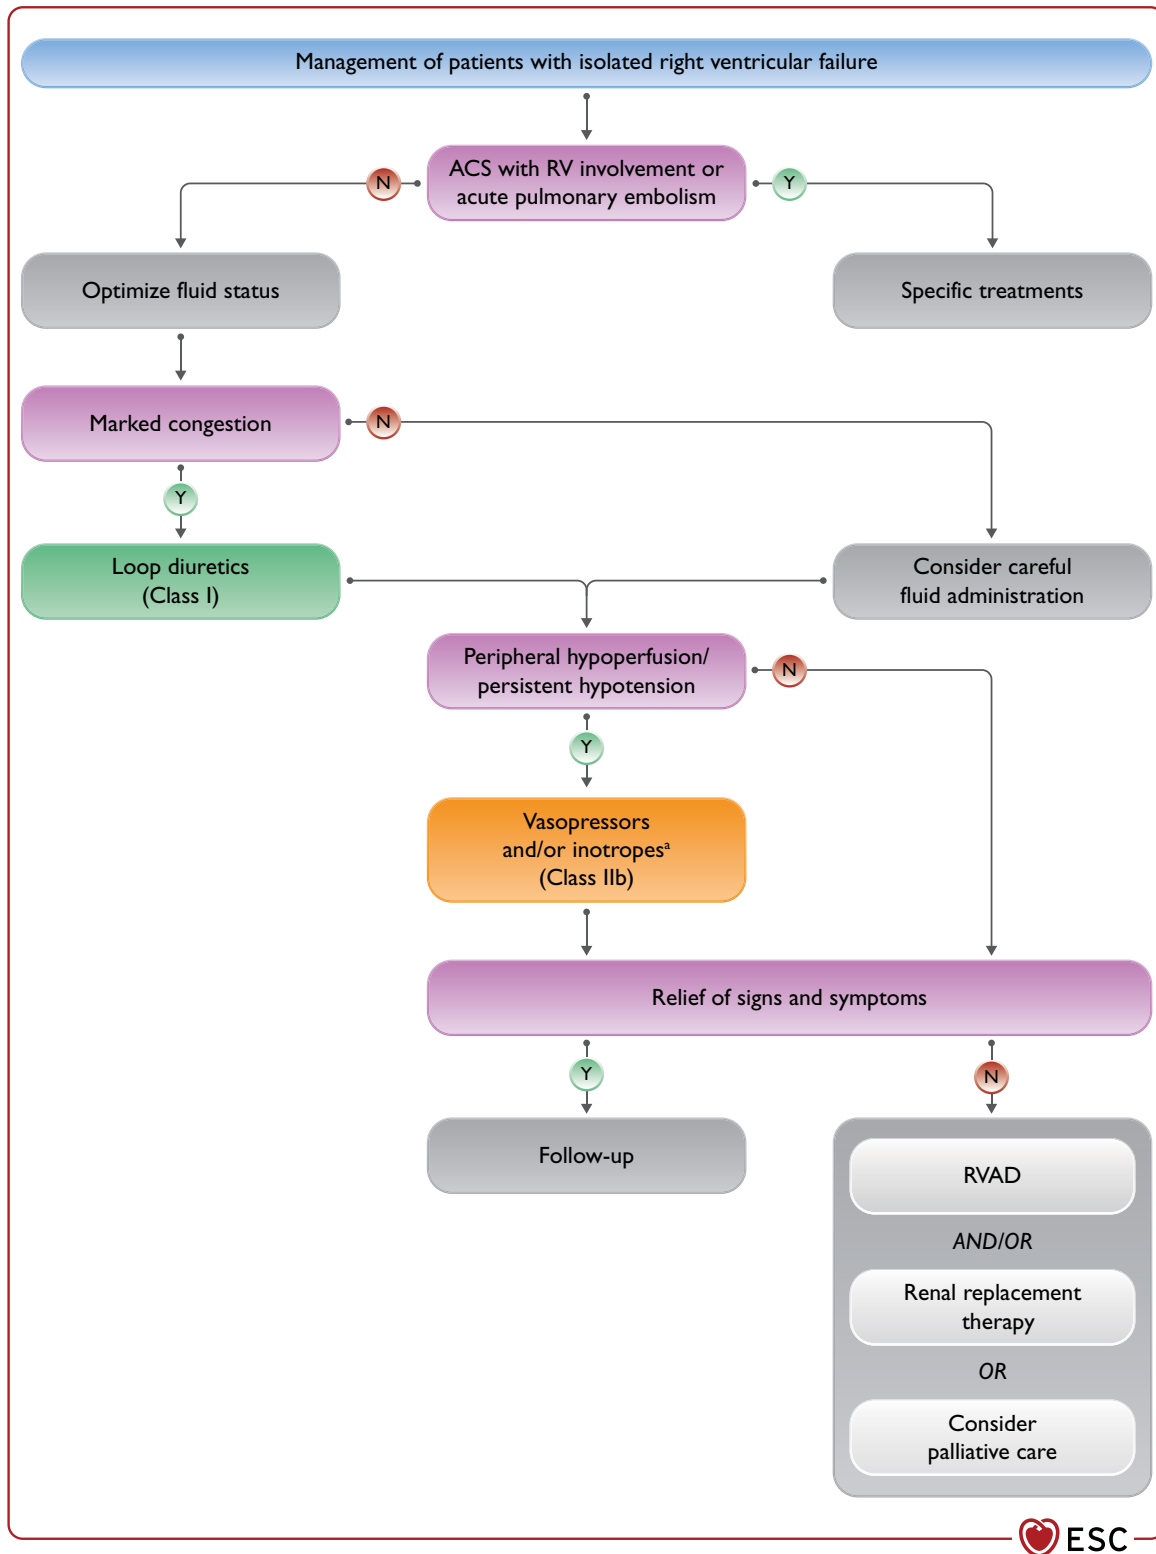 Management of patients with isolated right ventricular failure
ACS with RV involvement or
acute pulmonary embolism
N
Y
Optimize fluid status
Specific treatments
Marked congestion
N
Y
Loop diuretics
(Class I)
Consider careful
fluid administration
Peripheral hypoperfusion/
persistent hypotension
N
Y
Vasopressors
and/or inotropesᵃ
(Class IIb)
Relief of signs and symptoms
Y
N
Follow-up
RVAD
AND/OR
Renal replacement
therapy
OR
Consider
palliative care
ESC